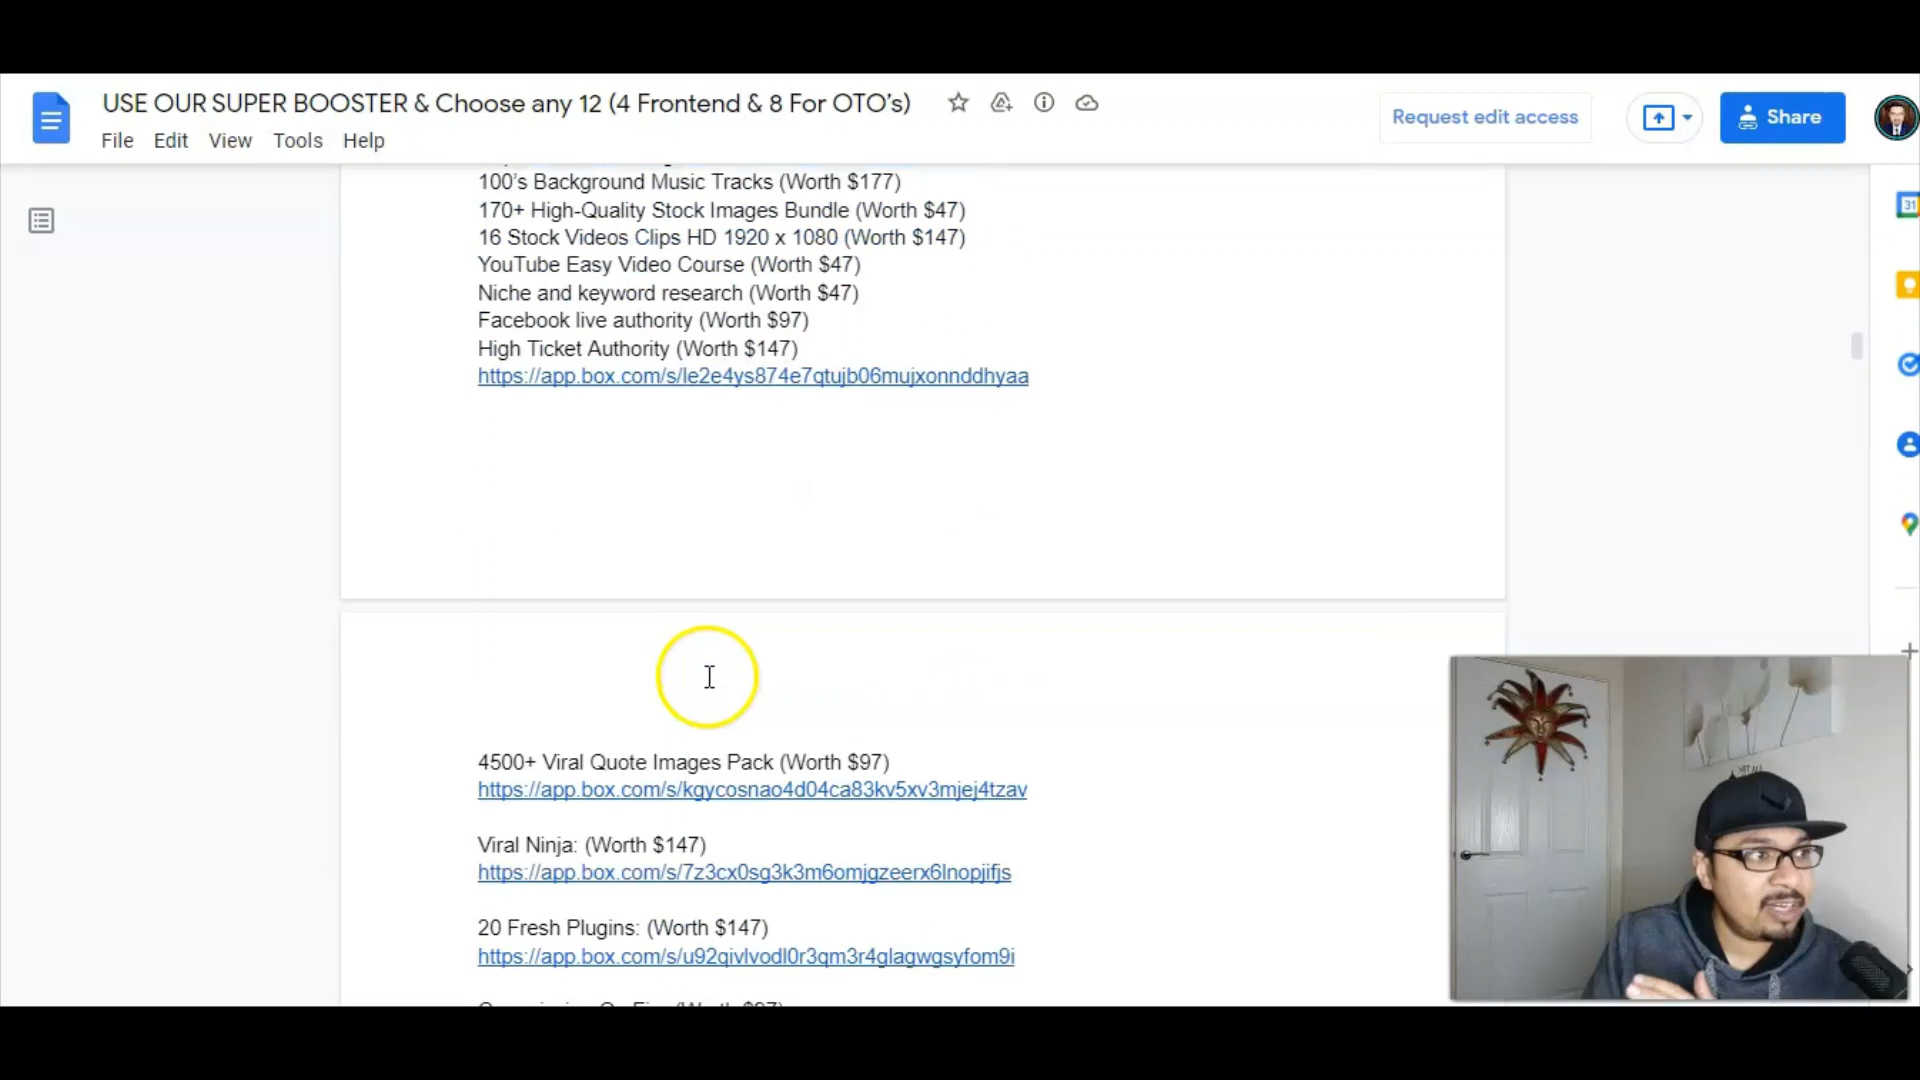 USE OUR SUPER BOOSTER & Choose any 12 (4 Frontend & 8 For OTO's)
Request edit access
Share
File Edit View Tools Help
100's Background Music Tracks (Worth $177)
170+ High-Quality Stock Images Bundle (Worth $47)
16 Stock Videos Clips HD 1920 x 1080 (Worth $147)
YouTube Easy Video Course (Worth $47)
Niche and keyword research (Worth $47)
Facebook live authority (Worth $97)
High Ticket Authority (Worth $147)
https://app.box.com/s/le2e4ys874e7qtujb06mujxonnddhyaa
31
4500+ Viral Quote Images Pack (Worth $97)
https://app.box.com/s/kgycosnao4d04ca83kv5xv3mjej4tzav
Viral Ninja: (Worth $147)
https://app.box.com/s/7z3cx0sg3k3m6omjgzeerx6lnopjifjs
20 Fresh Plugins: (Worth $147)
https://app.box.com/s/u92qivlvodl0r3qm3r4glagwgsyfom9i